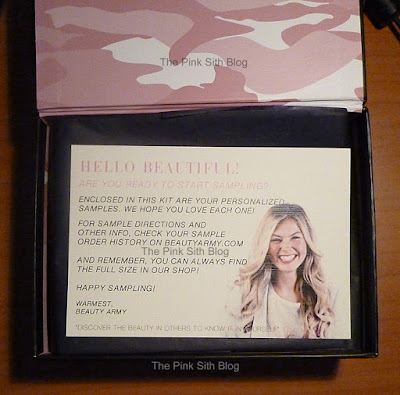 The Pink Sith Blog
HELLO BEAUTIFUL!
ARE YOU READY TO START SAMPLING?
ENCLOSED IN THIS KIT ARE YOUR PERSONALIZED
SAMPLES. WE HOPE YOU LOVE EACH ONE!
FOR SAMPLE DIRECTIONS AND
OTHER INFO, CHECK YOUR SAMPLE
ORDER HISTORY ON BEAUTYARMY.COM
The Pink Sith Blog
AND REMEMBER, YOU CAN ALWAYS FIND
THE FULL SIZE IN OUR SHOP!
HAPPY SAMPLING!
WARMEST,
BEAUTY ARMY
"DISCOVER THE BEAUTY IN OTHERS TO KNOW IT IN YOURSELF"
The Pink Sith Blog